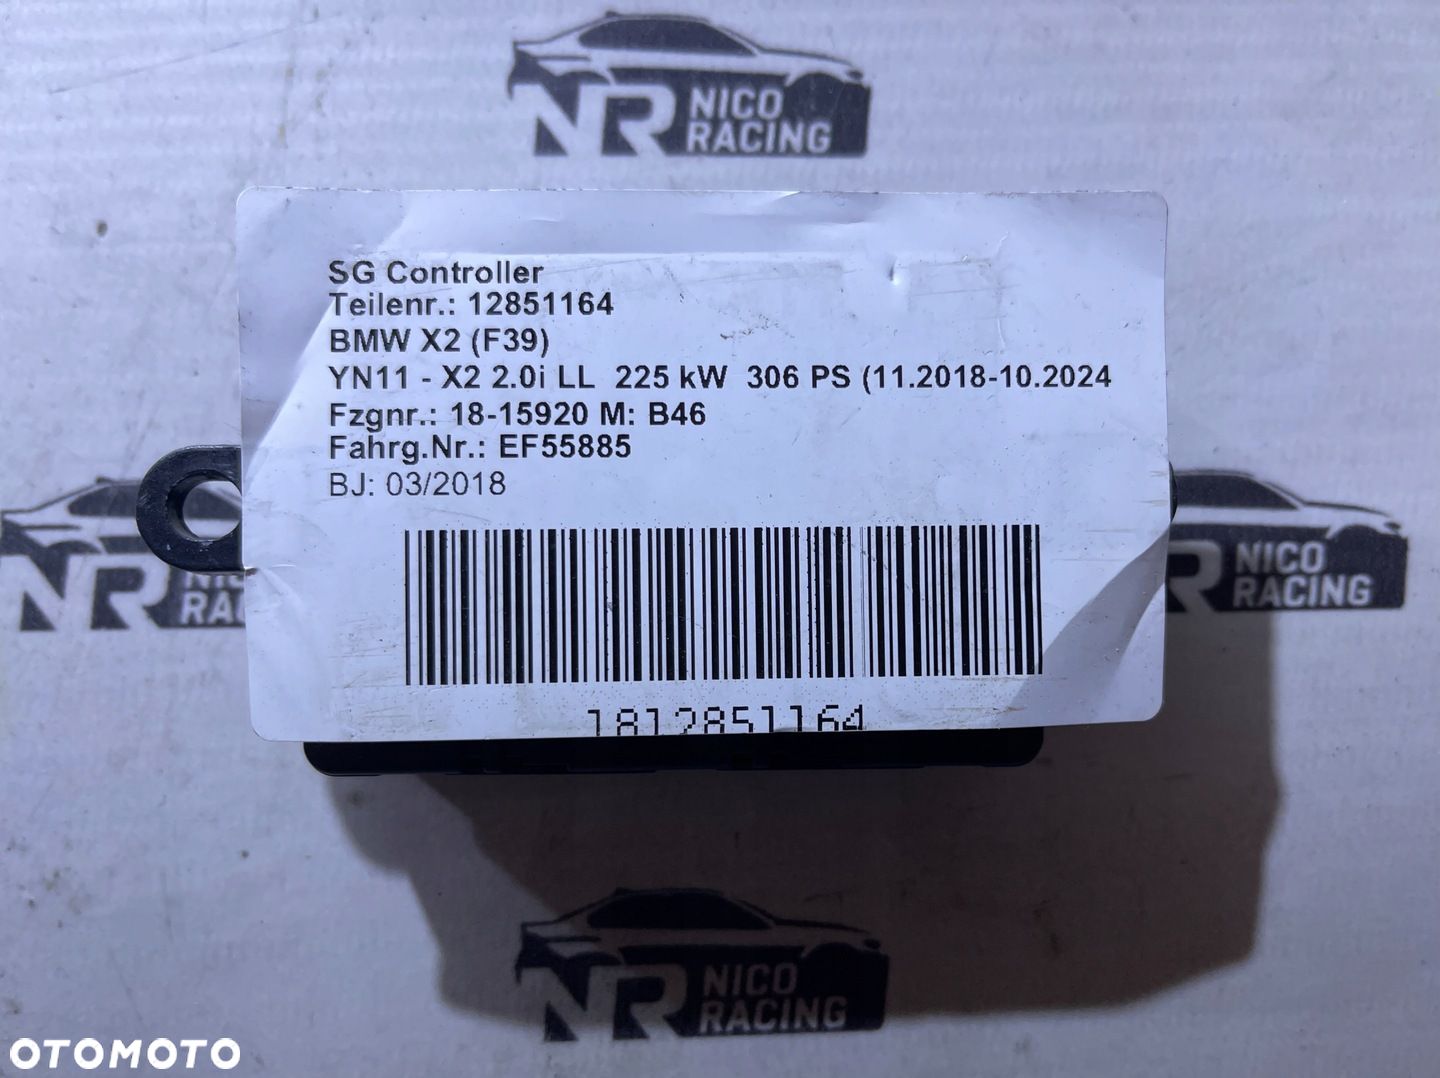 NR NICO
RACING
SG Controller
Teilenr.: 12851164
BMW X2 (F39)
YN11 - X2 2.0i LL 225 kW 306 PS (11.2018-10.2024
Fzgnr.: 18-15920 M: B46
Fahrg.Nr.: EF55885
BJ: 03/2018
1812851164
NR NICO
RAC
R NICO
RACING
NR NICO
RACING
OTOMOTO